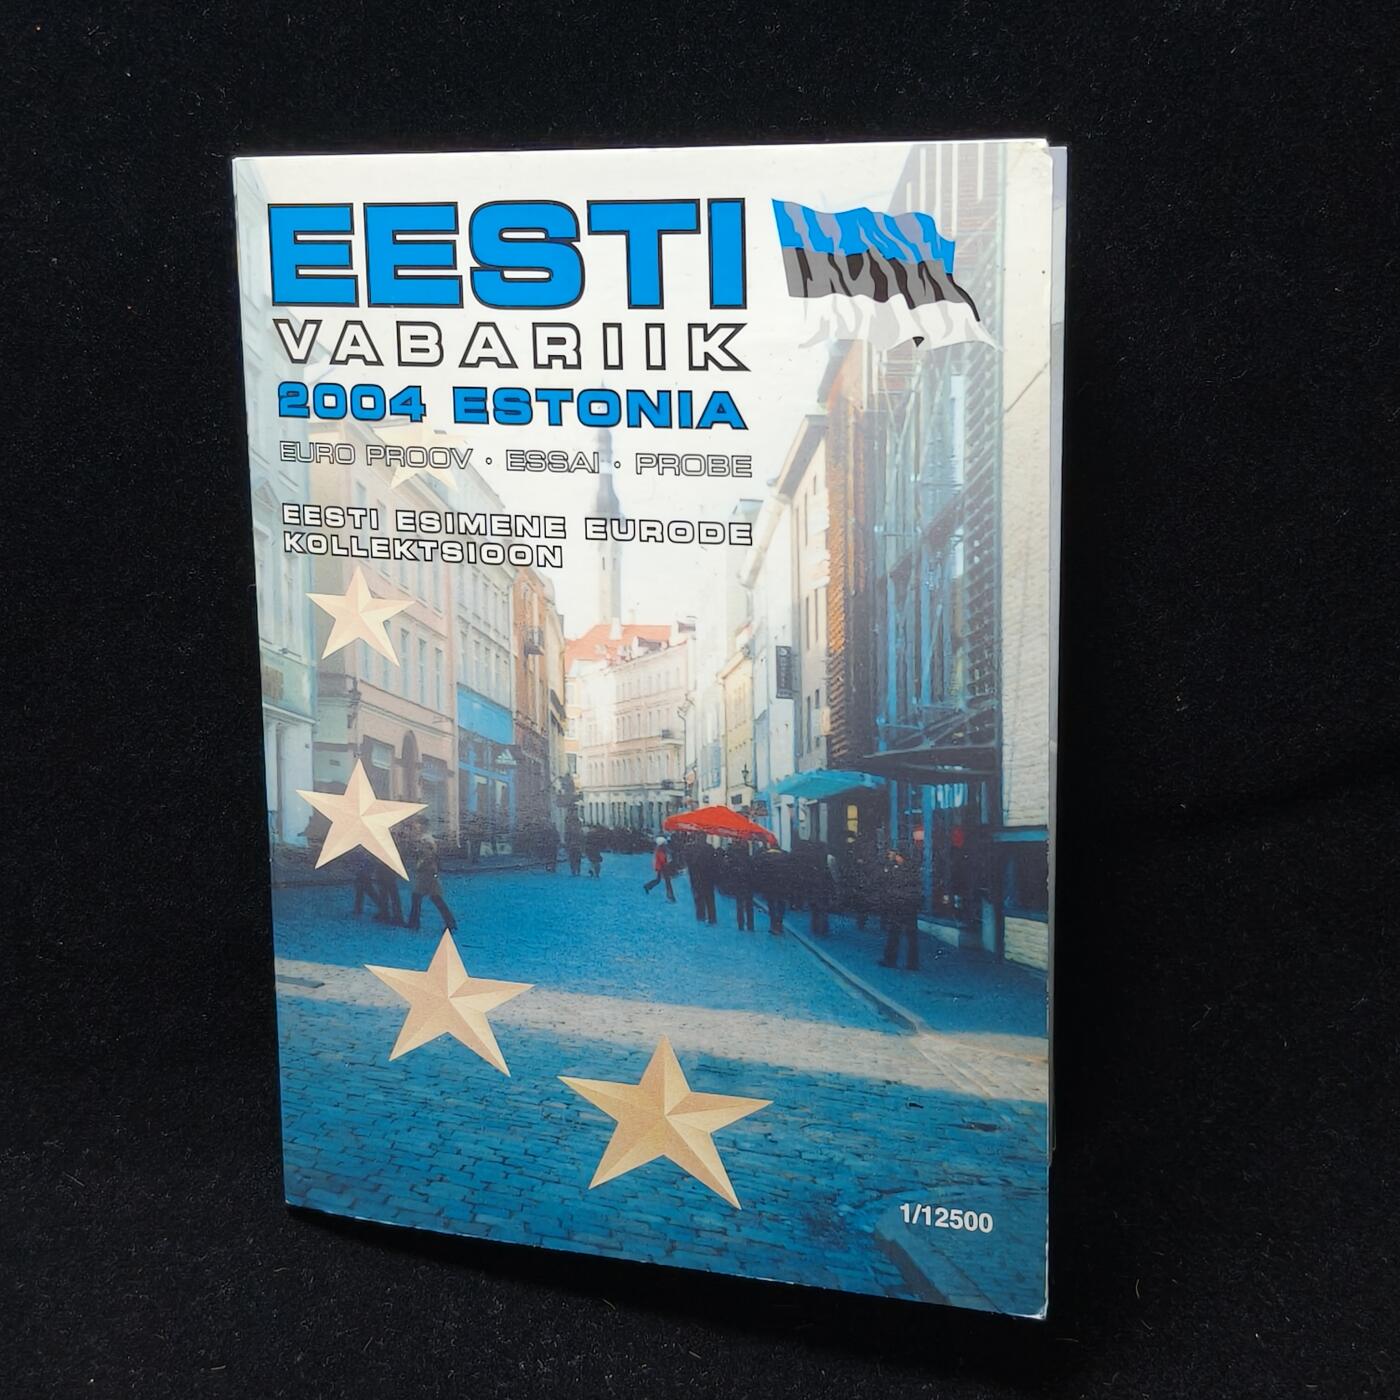 EESTI
VABARIIK
2004 ESTONIA
EURO PROOV · ESSAI · PROBE
EESTI ESIMENE EURODE
KOLLEKTSIOON
1/12500